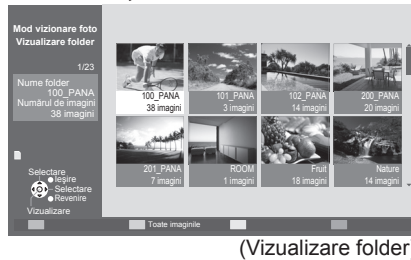 Mod vizionare foto
Vizualizare folder
1/23
Nume folder
100_PANA
Numărul de imagini
38 imagini
Selectare
Ieşire
Selectare
Revenire
Vizualizare
100_PANA
38 imagini
101_PANA
3 imagini
102_PANA
14 imagini
200_PANA
20 imagini
201_PANA
7 imagini
ROOM
1 imagini
Fruit
18 imagini
Nature
14 imagini
Toate imaginile
(Vizualizare folder